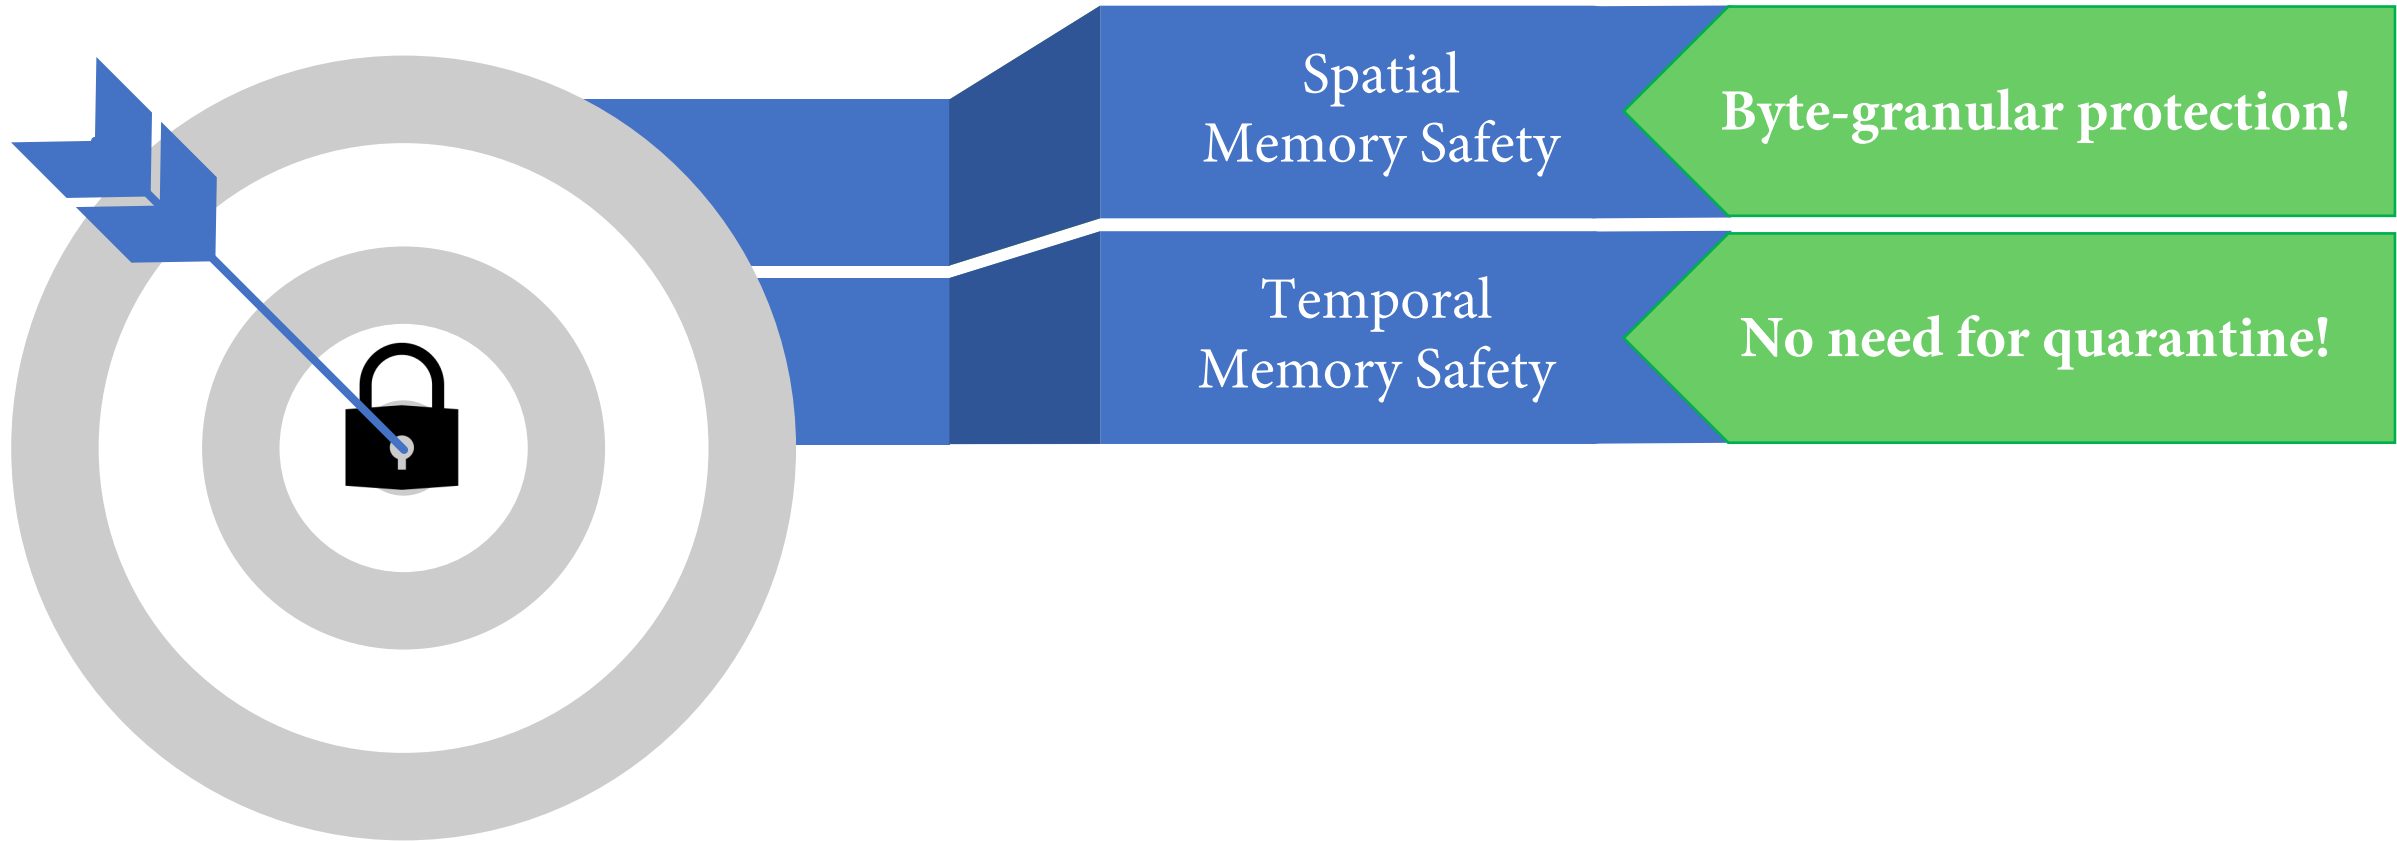 Spatial
Memory Safety
Byte-granular protection!
Temporal
Memory Safety
No need for quarantine!